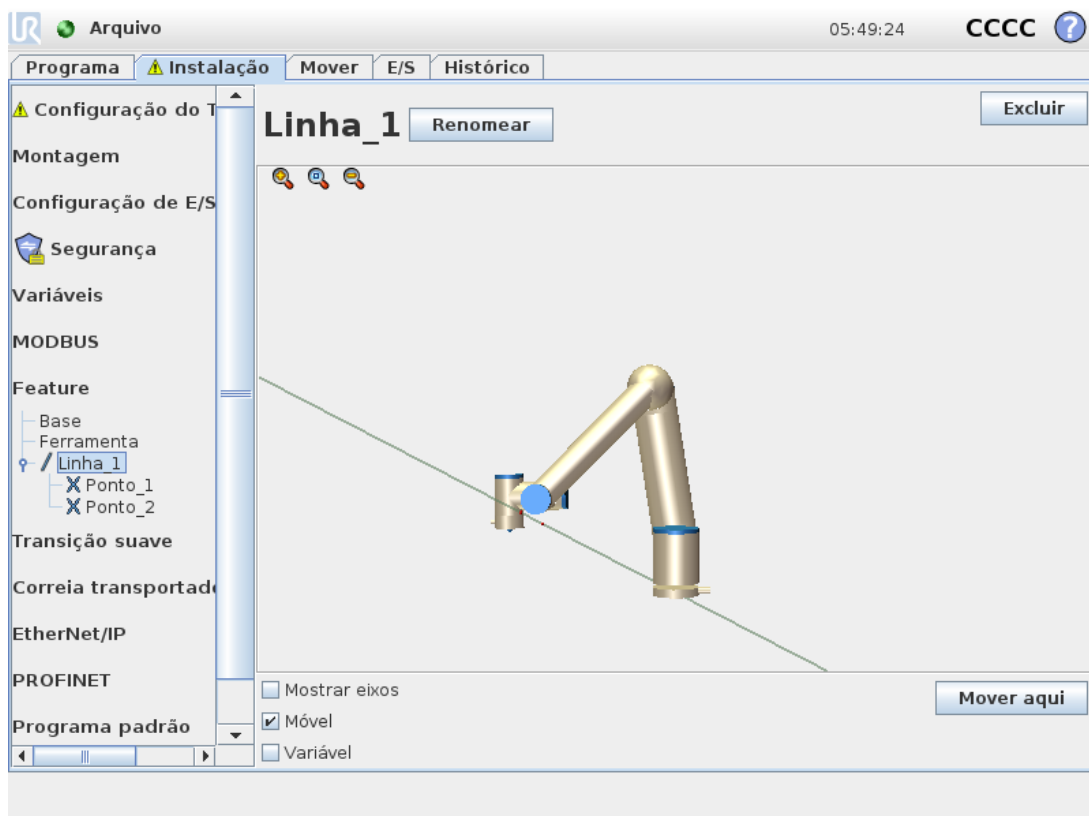 UR Arquivo 05:49:24 CCCC ?
Programa Instalação Mover E/S Histórico
Configuração do T
Montagem
Configuração de E/S
Segurança
Variáveis
MODBUS
Feature
Base
Ferramenta
Linha_1
Ponto_1
Ponto_2
Transição suave
Correia transportad
EtherNet/IP
PROFINET
Programa padrão
Linha_1 Renomear
Excluir
Mostrar eixos
Móvel
Variável
Mover aqui